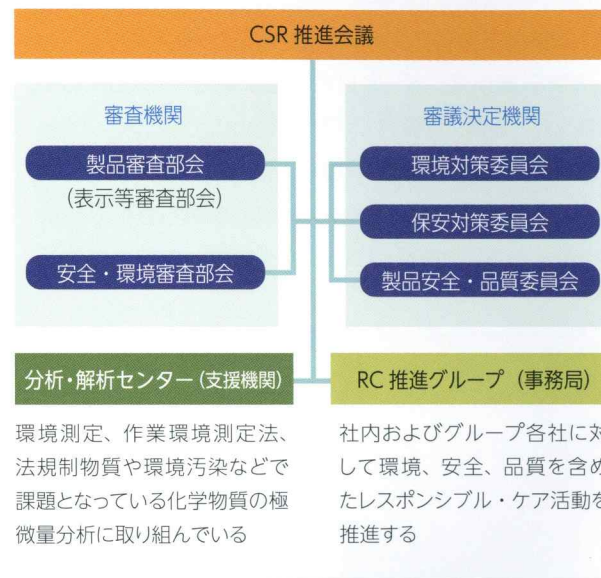 CSR 推進会議
審査機関
製品審査部会
(表示等審査部会)
安全・環境審査部会
審議決定機関
環境対策委員会
保安対策委員会
製品安全・品質委員会
分析・解析センター(支援機関)
環境測定、作業環境測定法、
法規制物質や環境汚染などで
課題となっている化学物質の極
微量分析に取り組んでいる
RC 推進グループ (事務局)
社内およびグループ各社に対
して環境、安全、品質を含め
たレスポンシブル・ケア活動を
推進する